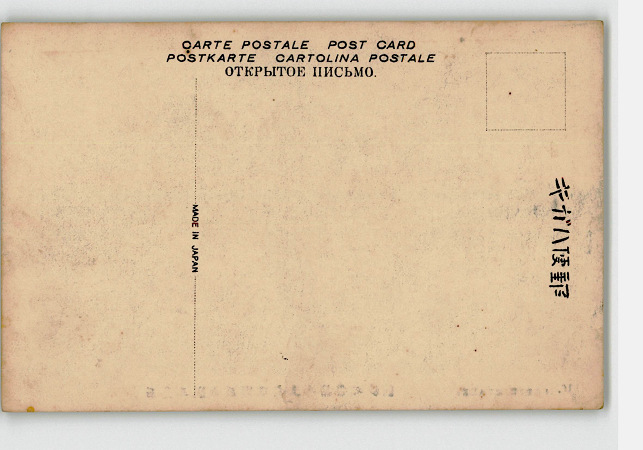 CARTE POSTALE POST CARD
POSTKARTE CARTOLINA POSTALE
ОТКРЫТОЕ ПИСЬМО.
MADE IN JAPAN
キガハ便郵